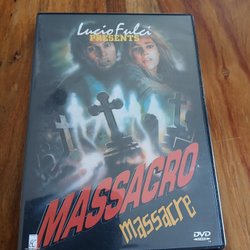 Lucio Fulci
PRESENTS
MASSACRO
massacre
DVD